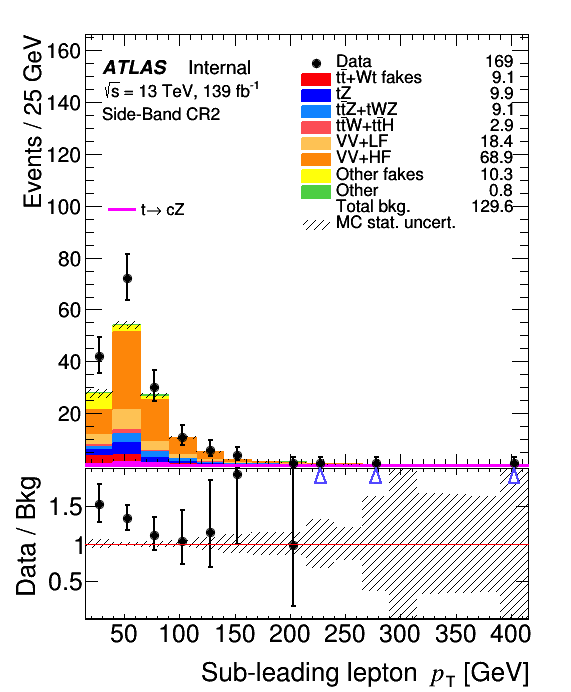 ATLAS Internal
√s = 13 TeV, 139 fb⁻¹
Side-Band CR2
t→ cZ
Data 169
tt̄+Wt fakes 9.1
tZ 9.9
tt̄Z+tWZ 9.1
tt̄W+tt̄H 2.9
VV+LF 18.4
VV+HF 68.9
Other fakes 10.3
Other 0.8
Total bkg. 129.6
MC stat. uncert.
Events / 25 GeV
160
140
120
100
80
60
40
20
Data / Bkg
1.5
1
0.5
50 100 150 200 250 300 350 400
Sub-leading lepton p_T [GeV]